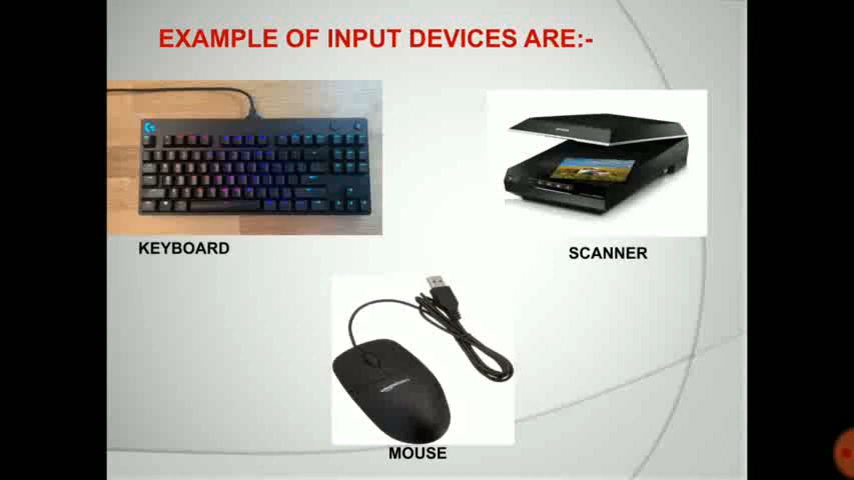 EXAMPLE OF INPUT DEVICES ARE:-
KEYBOARD
SCANNER
MOUSE